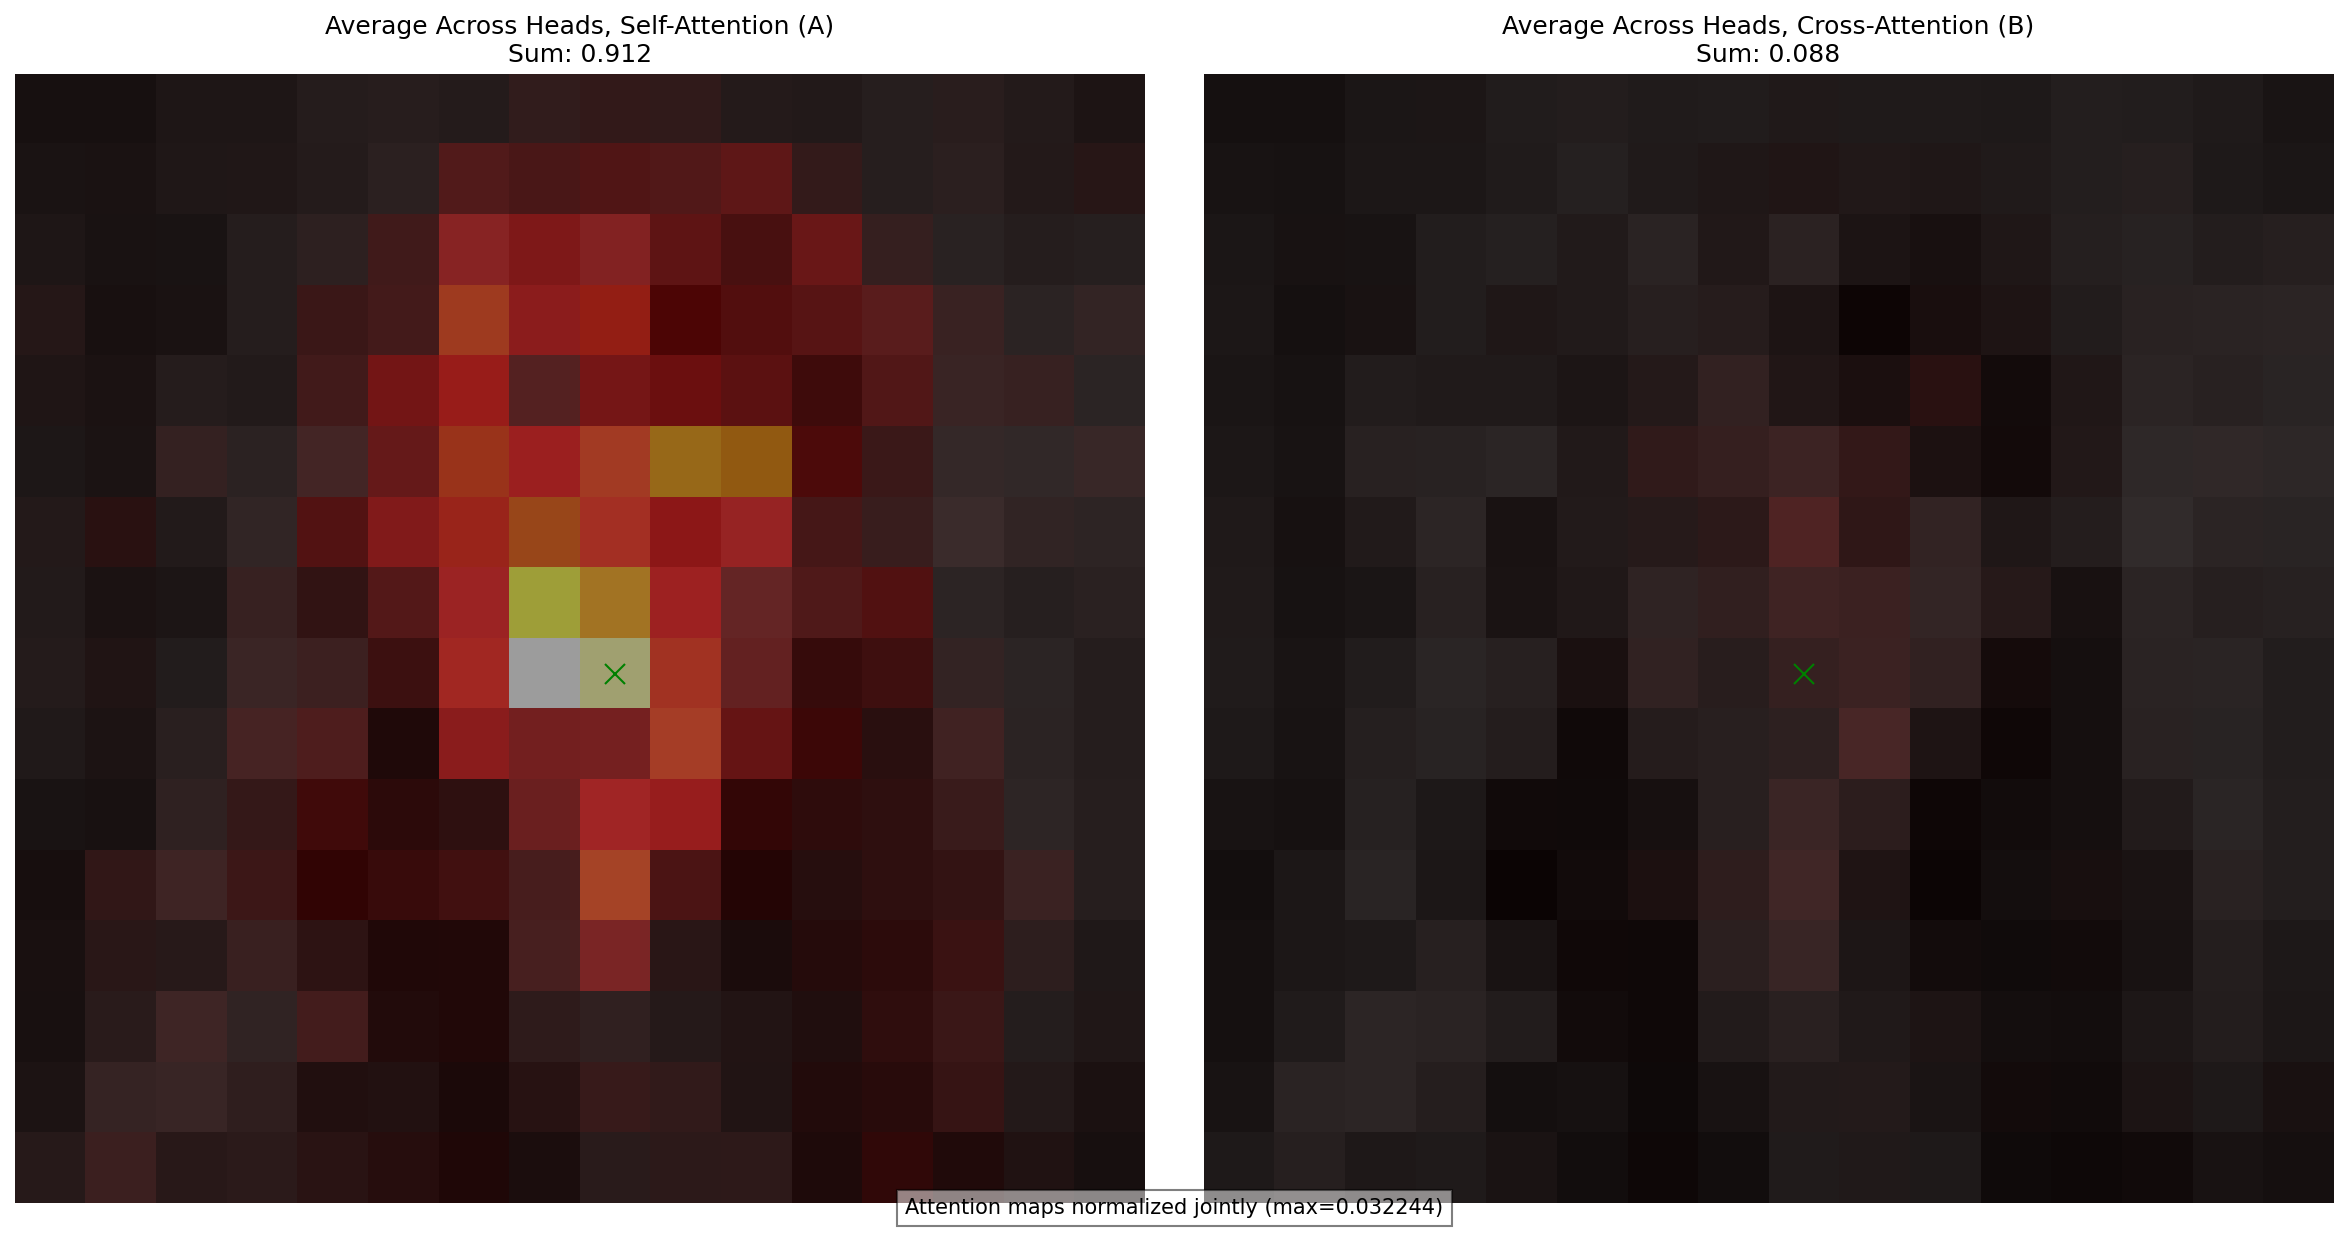 Average Across Heads, Self-Attention (A)
Sum: 0.912
Average Across Heads, Cross-Attention (B)
Sum: 0.088
Attention maps normalized jointly (max=0.032244)